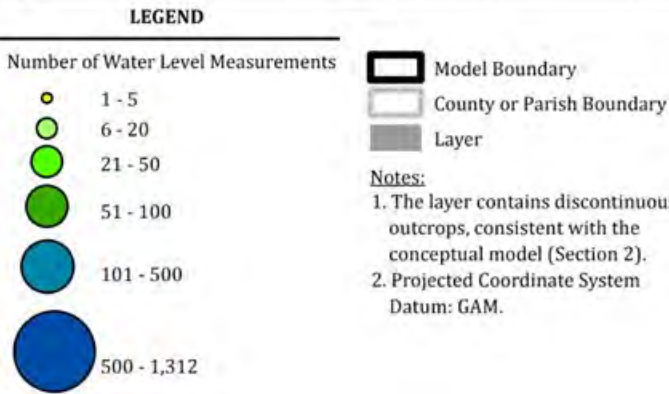 LEGEND
Number of Water Level Measurements
1 - 5
6 - 20
21 - 50
51 - 100
101 - 500
500 - 1,312
Model Boundary
County or Parish Boundary
Layer
Notes:
1. The layer contains discontinuou
outcrops, consistent with the
conceptual model (Section 2).
2. Projected Coordinate System
Datum: GAM.